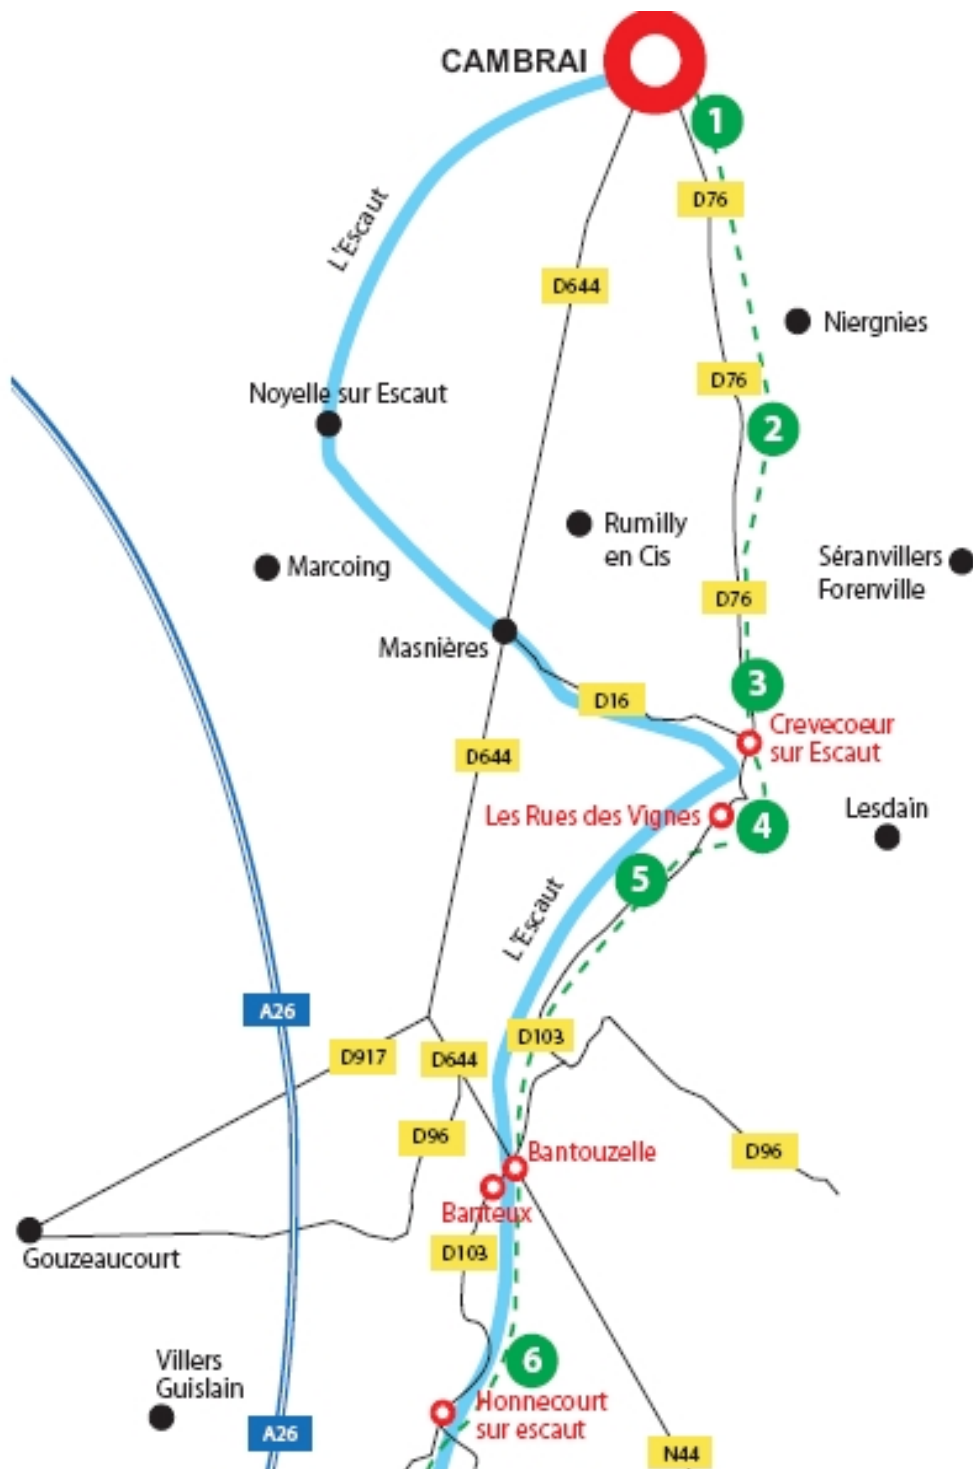 CAMBRAI
1
D76
L'Escaut
D644
Niergnies
D76
Noyelle sur Escaut
2
Rumilly
en Cis
Marcoing
Séranvillers
Forenville
D76
Masnières
3
D16
Crevecoeur
sur Escaut
D644
Les Rues des Vignes
4
Lesdain
5
L'Escaut
A26
D103
D917
D644
D96
Bantouzelle
D96
Banteux
D103
Gouzeaucourt
6
Villers
Guislain
Honnecourt
sur escaut
A26
N44